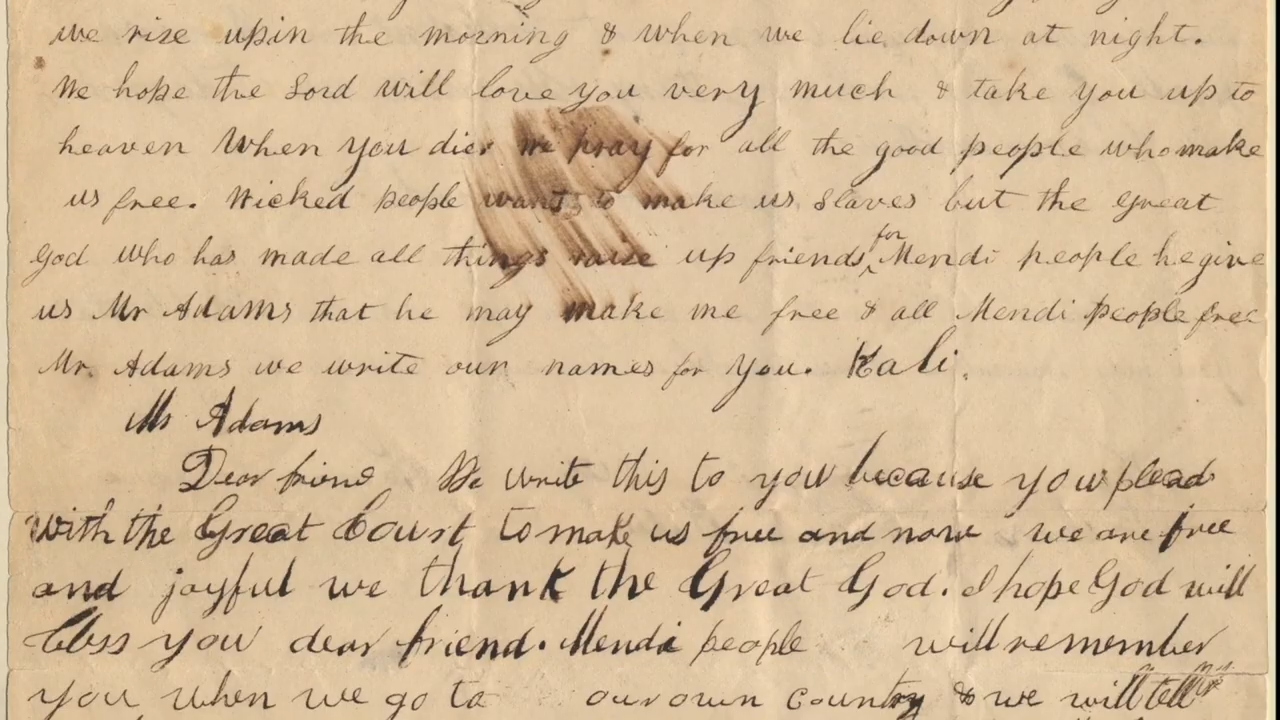 we rise upin the morning & when we lie down at night.
We hope the Lord will love you very much & take you up to
heaven When you dier we pray for all the good people who make
us free. Wicked people wants to make us slaves but the great
God who has made all things raise up friends for Mendi people he give
us Mr Adams that he may make me free & all Mendi people free
Mr. Adams we write our names for you. Kali.
Mr Adams
Dear friend We write this to you because you plead
with the Great Court to make us free and now we are free
and joyful we thank the Great God. I hope God will
bless you dear friend. Mendi people will remember
you when we go to our own country & we will tell